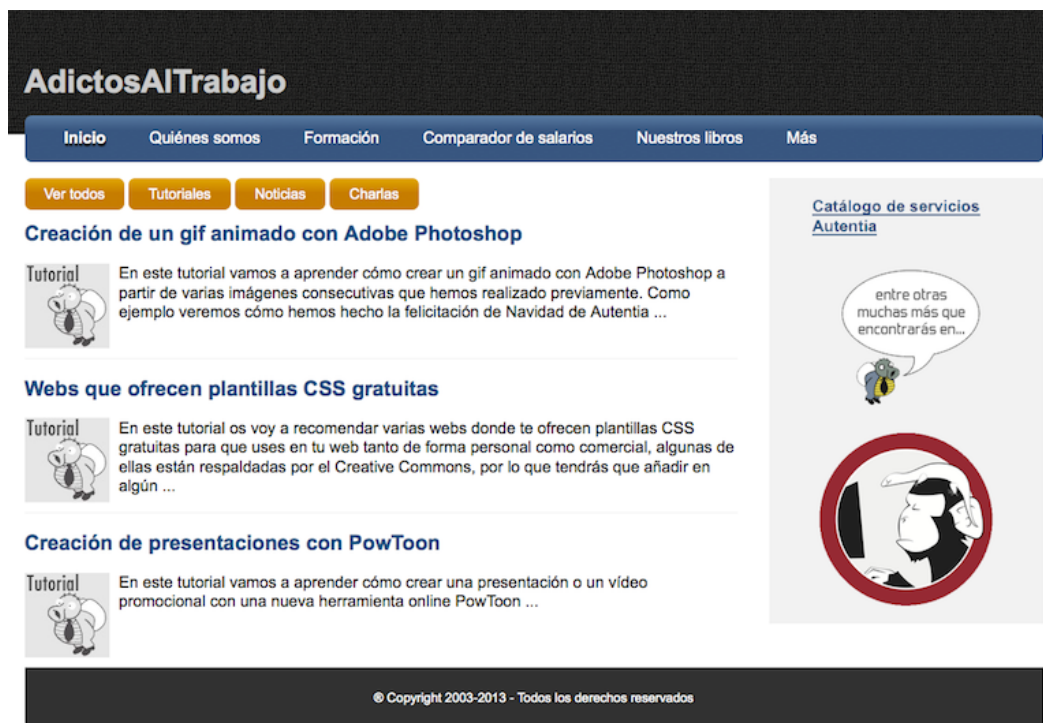 AdictosAlTrabajo
Inicio Quiénes somos Formación Comparador de salarios Nuestros libros Más
Ver todos Tutoriales Noticias Charlas
Creación de un gif animado con Adobe Photoshop
Tutorial
En este tutorial vamos a aprender cómo crear un gif animado con Adobe Photoshop a
partir de varias imágenes consecutivas que hemos realizado previamente. Como
ejemplo veremos cómo hemos hecho la felicitación de Navidad de Autentia ...
Webs que ofrecen plantillas CSS gratuitas
Tutorial
En este tutorial os voy a recomendar varias webs donde te ofrecen plantillas CSS
gratuitas para que uses en tu web tanto de forma personal como comercial, algunas de
ellas están respaldadas por el Creative Commons, por lo que tendrás que añadir en
algún ...
Creación de presentaciones con PowToon
Tutorial
En este tutorial vamos a aprender cómo crear una presentación o un vídeo
promocional con una nueva herramienta online PowToon ...
Catálogo de servicios
Autentia
entre otras
muchas más que
encontrarás en...
® Copyright 2003-2013 - Todos los derechos reservados